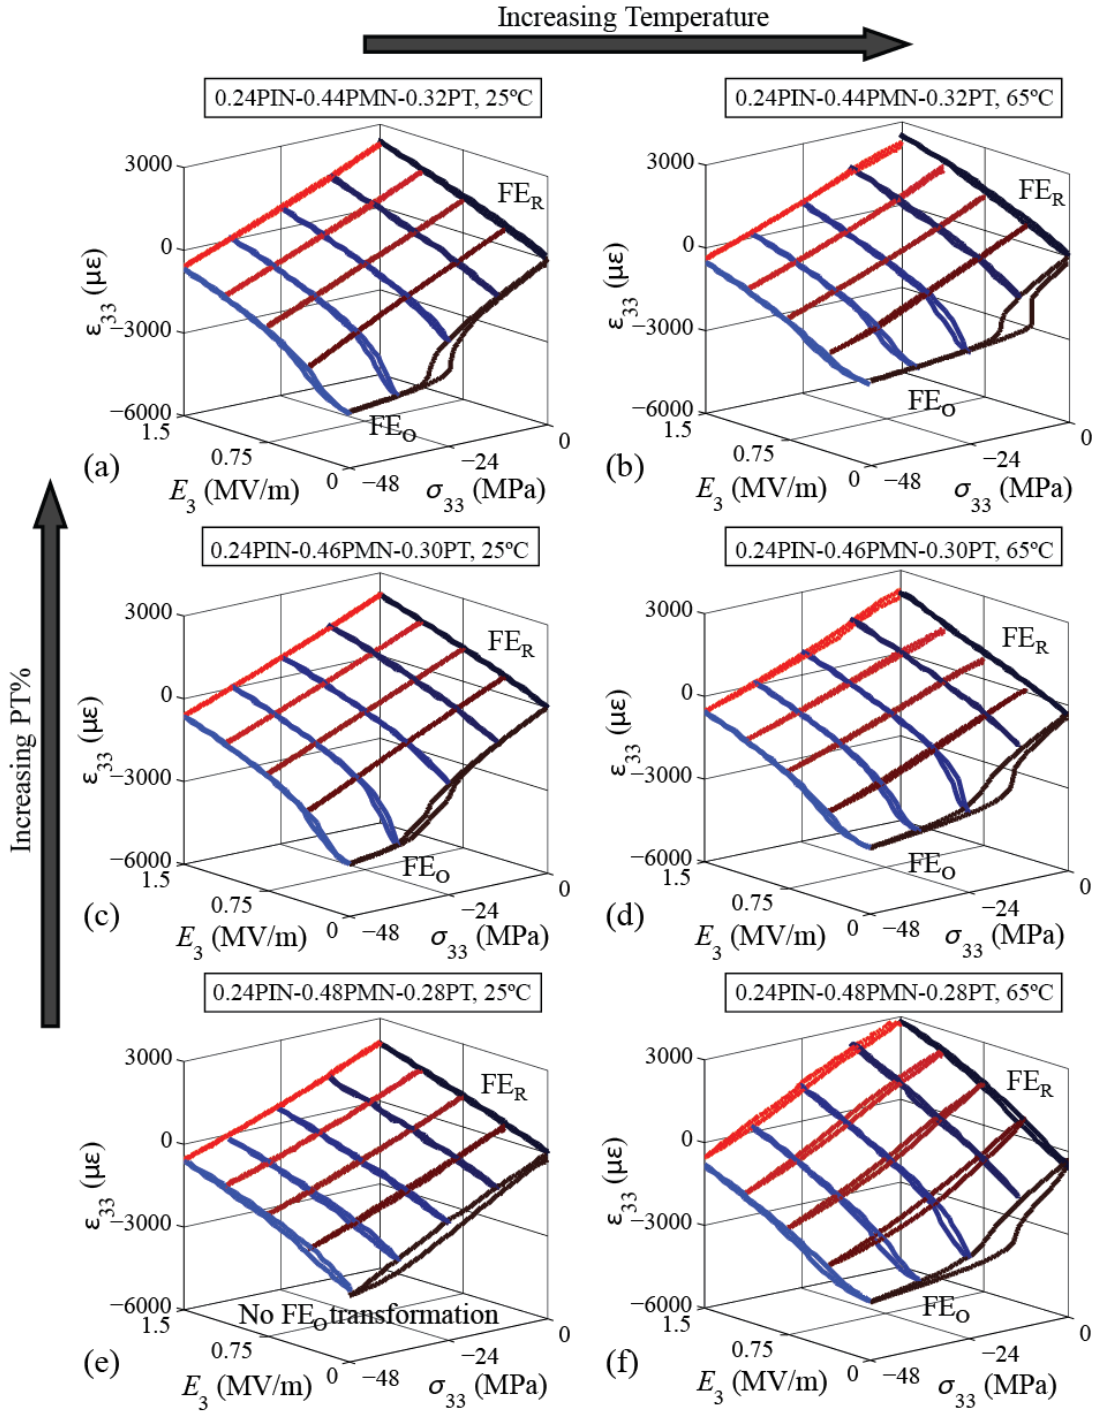 Increasing Temperature
0.24PIN-0.44PMN-0.32PT, 25ºC
3000
0
−3000
−6000
ε33 (με)
FER
FEO
1.5
0.75
0
E3 (MV/m)
−48
−24
0
σ33 (MPa)
(a)
0.24PIN-0.44PMN-0.32PT, 65ºC
3000
0
−3000
−6000
ε33 (με)
FER
FEO
1.5
0.75
0
E3 (MV/m)
−48
−24
0
σ33 (MPa)
(b)
Increasing PT%
0.24PIN-0.46PMN-0.30PT, 25ºC
3000
0
−3000
−6000
ε33 (με)
FER
FEO
1.5
0.75
0
E3 (MV/m)
−48
−24
0
σ33 (MPa)
(c)
0.24PIN-0.46PMN-0.30PT, 65ºC
3000
0
−3000
−6000
ε33 (με)
FER
FEO
1.5
0.75
0
E3 (MV/m)
−48
−24
0
σ33 (MPa)
(d)
0.24PIN-0.48PMN-0.28PT, 25ºC
3000
0
−3000
−6000
ε33 (με)
FER
No FEO transformation
1.5
0.75
0
E3 (MV/m)
−48
−24
0
σ33 (MPa)
(e)
0.24PIN-0.48PMN-0.28PT, 65ºC
3000
0
−3000
−6000
ε33 (με)
FER
FEO
1.5
0.75
0
E3 (MV/m)
−48
−24
0
σ33 (MPa)
(f)